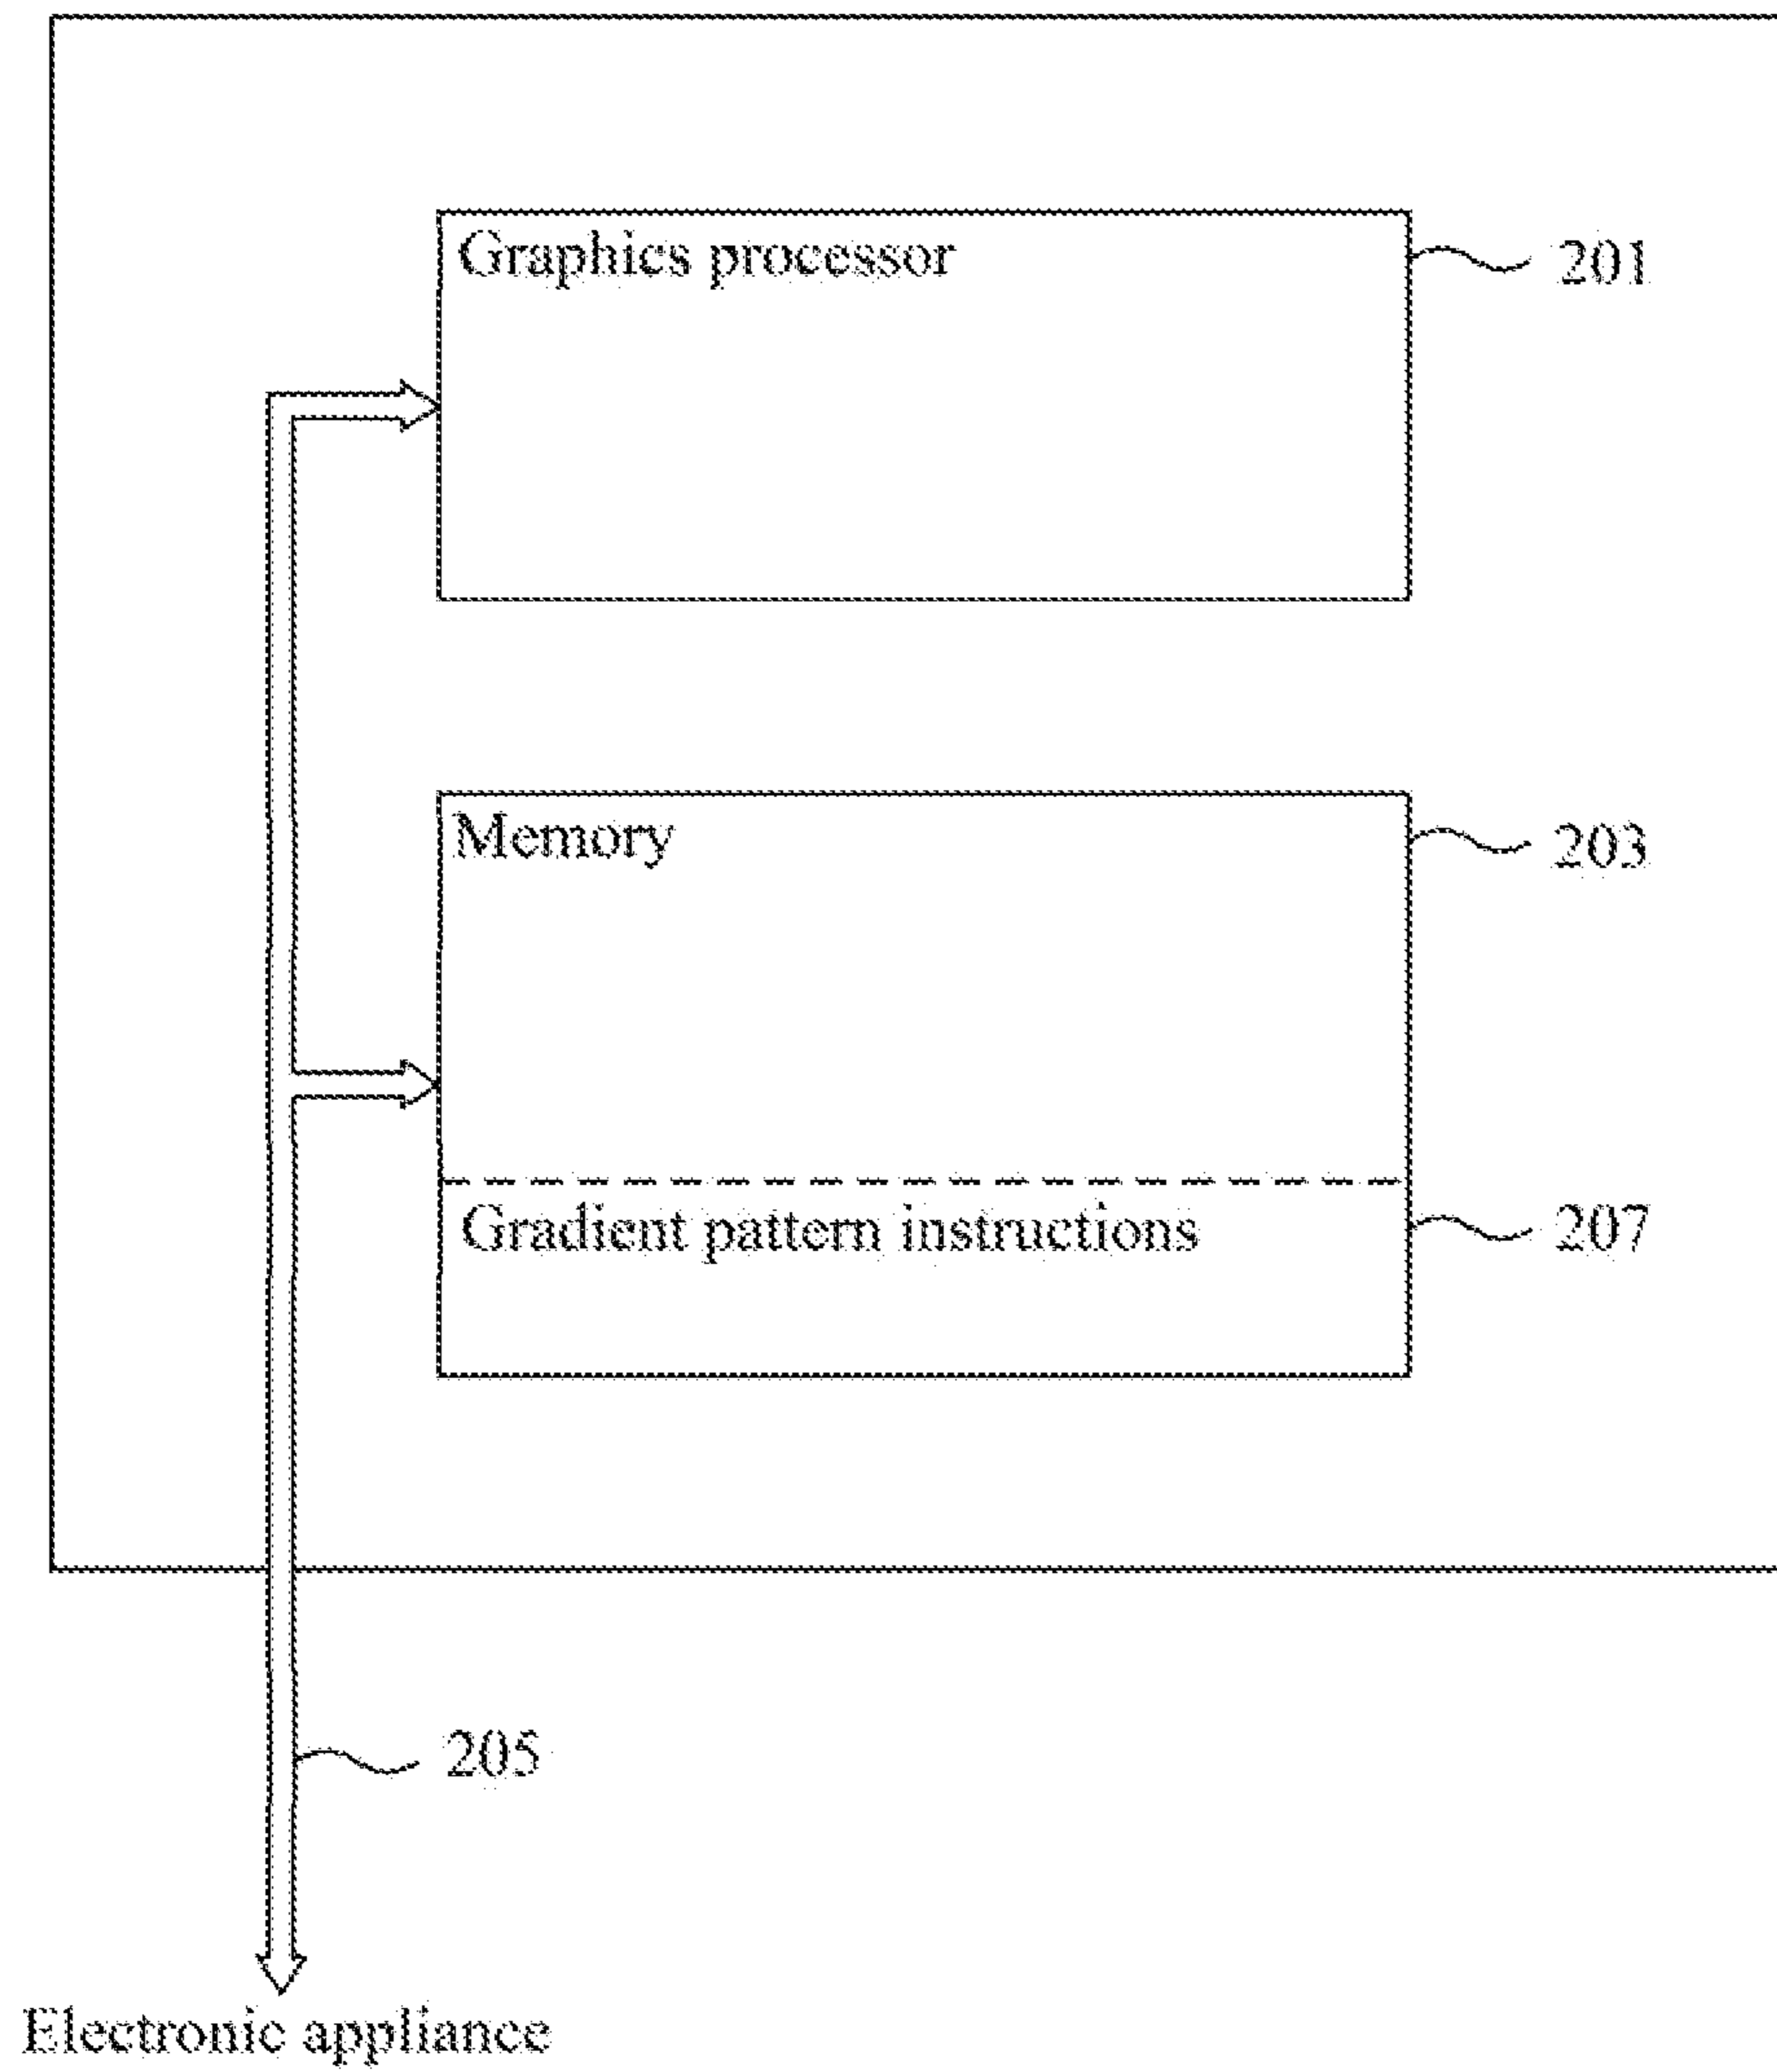 Graphics processor
201
Memory
203
Gradient pattern instructions
207
205
Electronic appliance